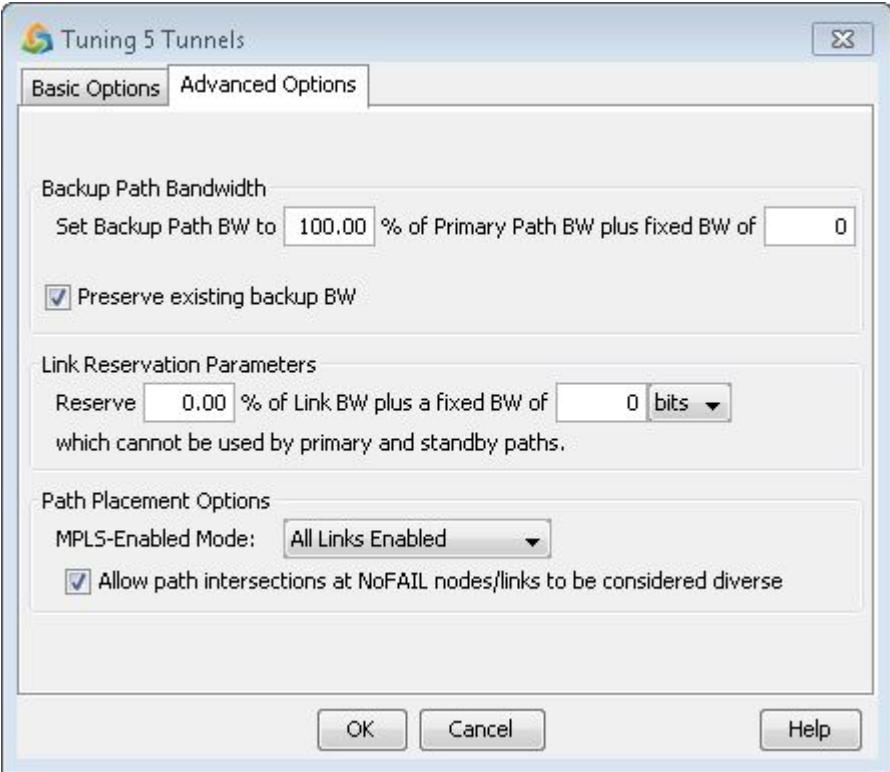 Tuning 5 Tunnels
Basic Options Advanced Options
Backup Path Bandwidth
Set Backup Path BW to 100.00 % of Primary Path BW plus fixed BW of 0
Preserve existing backup BW
Link Reservation Parameters
Reserve 0.00 % of Link BW plus a fixed BW of 0 bits
which cannot be used by primary and standby paths.
Path Placement Options
MPLS-Enabled Mode: All Links Enabled
Allow path intersections at NoFAIL nodes/links to be considered diverse
OK Cancel Help